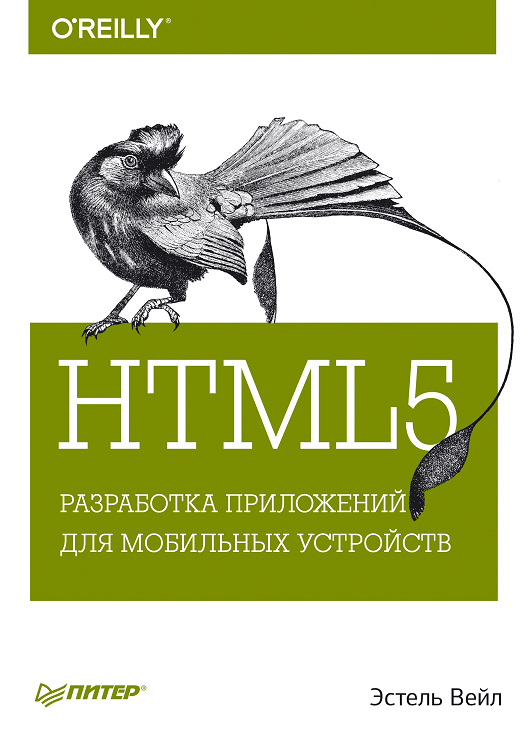 O'REILLY®
HTML5
РАЗРАБОТКА ПРИЛОЖЕНИЙ
ДЛЯ МОБИЛЬНЫХ УСТРОЙСТВ
ПИТЕР®
Эстель Вейл